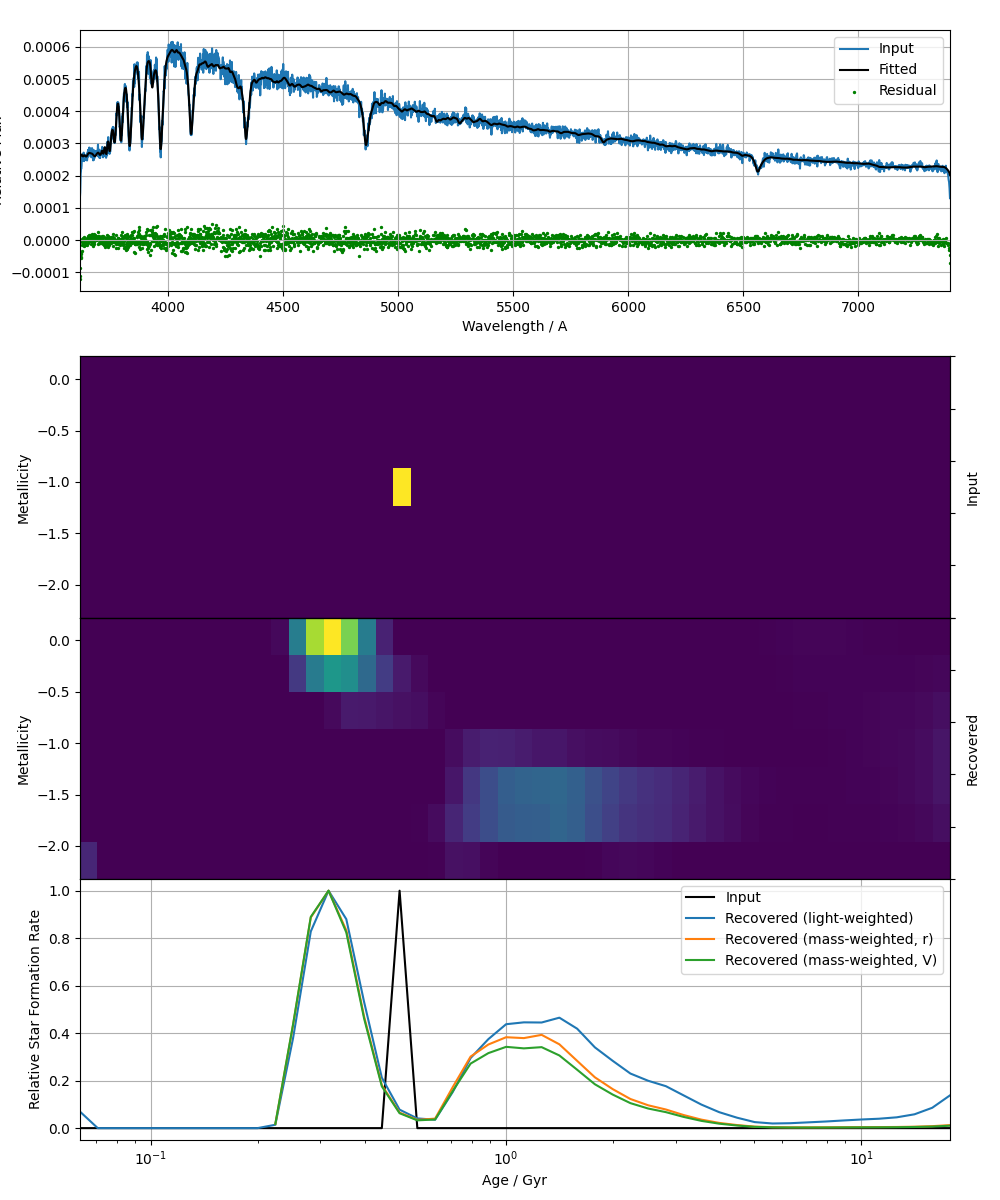 0.0006
0.0005
0.0004
0.0003
0.0002
0.0001
0.0000
−0.0001
Input
Fitted
Residual
4000 4500 5000 5500 6000 6500 7000
Wavelength / A
0.0
−0.5
−1.0
−1.5
−2.0
Metallicity
Input
0.0
−0.5
−1.0
−1.5
−2.0
Metallicity
Recovered
1.0
0.8
0.6
0.4
0.2
0.0
Relative Star Formation Rate
Input
Recovered (light-weighted)
Recovered (mass-weighted, r)
Recovered (mass-weighted, V)
10⁻¹ 10⁰ 10¹
Age / Gyr